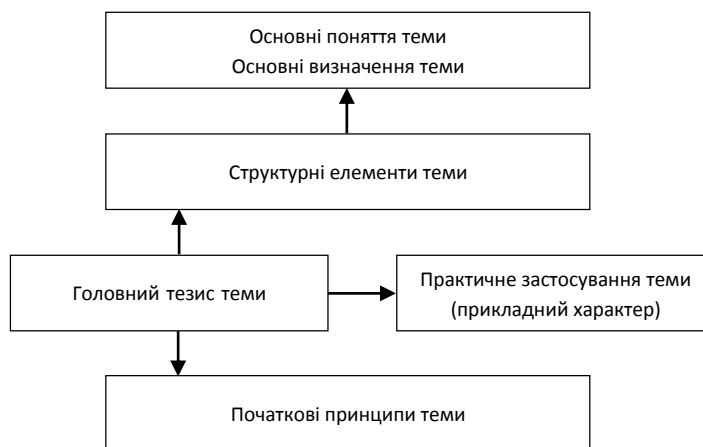 Основні поняття теми
Основні визначення теми
Структурні елементи теми
Головний тезис теми
Практичне застосування теми
(прикладний характер)
Початкові принципи теми